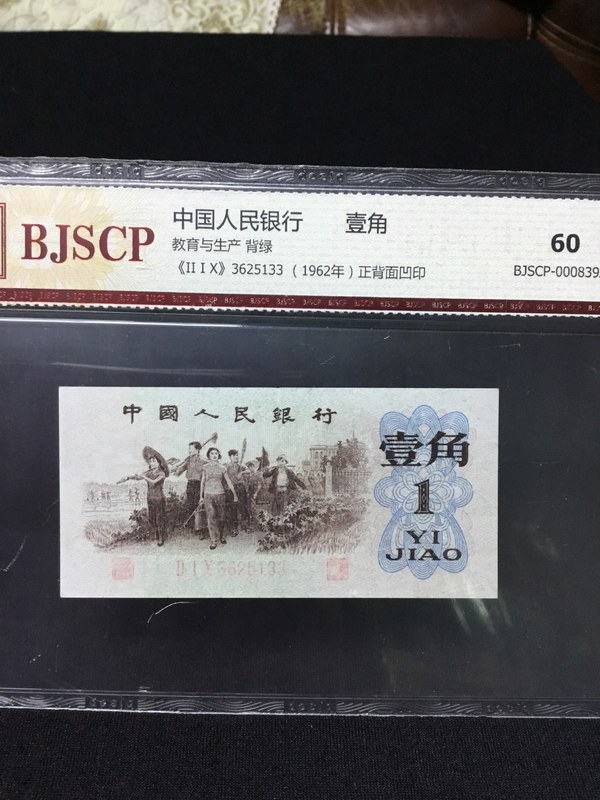 BJSCP
中国人民银行 壹角
教育与生产 背绿
《II I X》3625133 （1962年）正背面凹印
60
BJSCP-000839
中國人民銀行
壹角
1
YI
JIAO
II I X 3625133